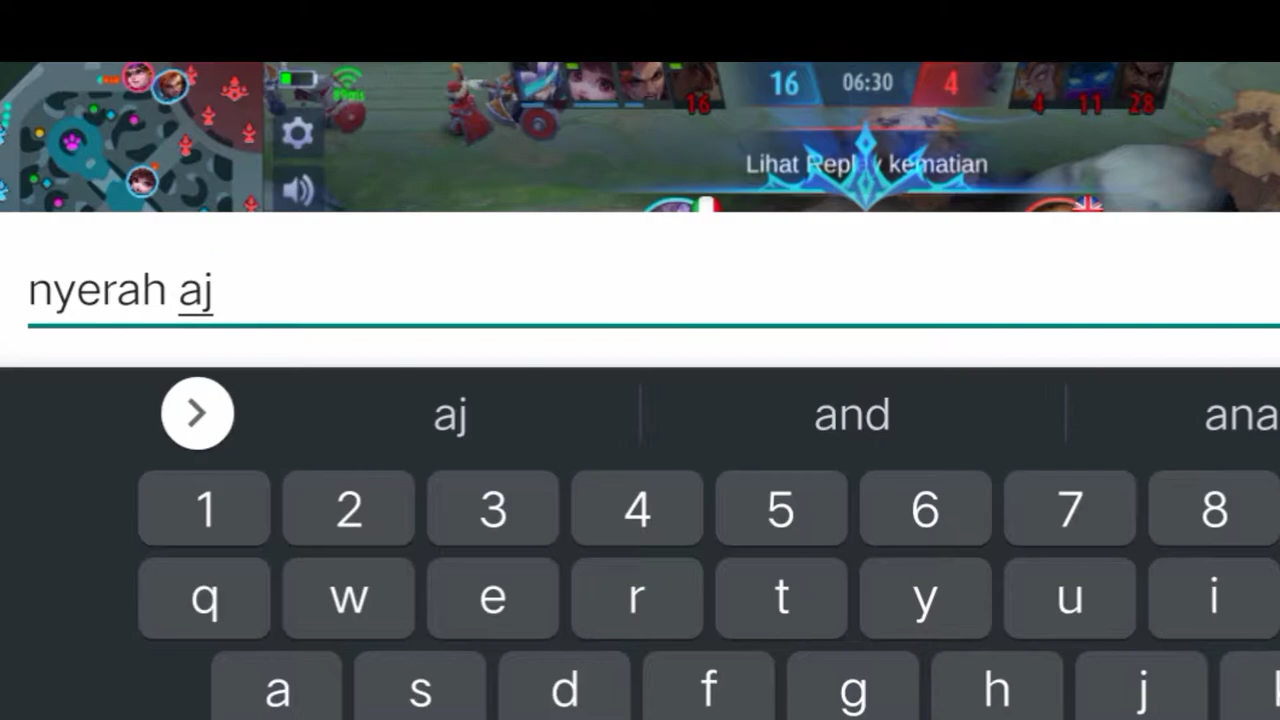 16 06:30 4
16 4 11 28
Lihat Replay kematian
nyerah aj
aj and ana
1 2 3 4 5 6 7 8
q w e r t y u i
a s d f g h j